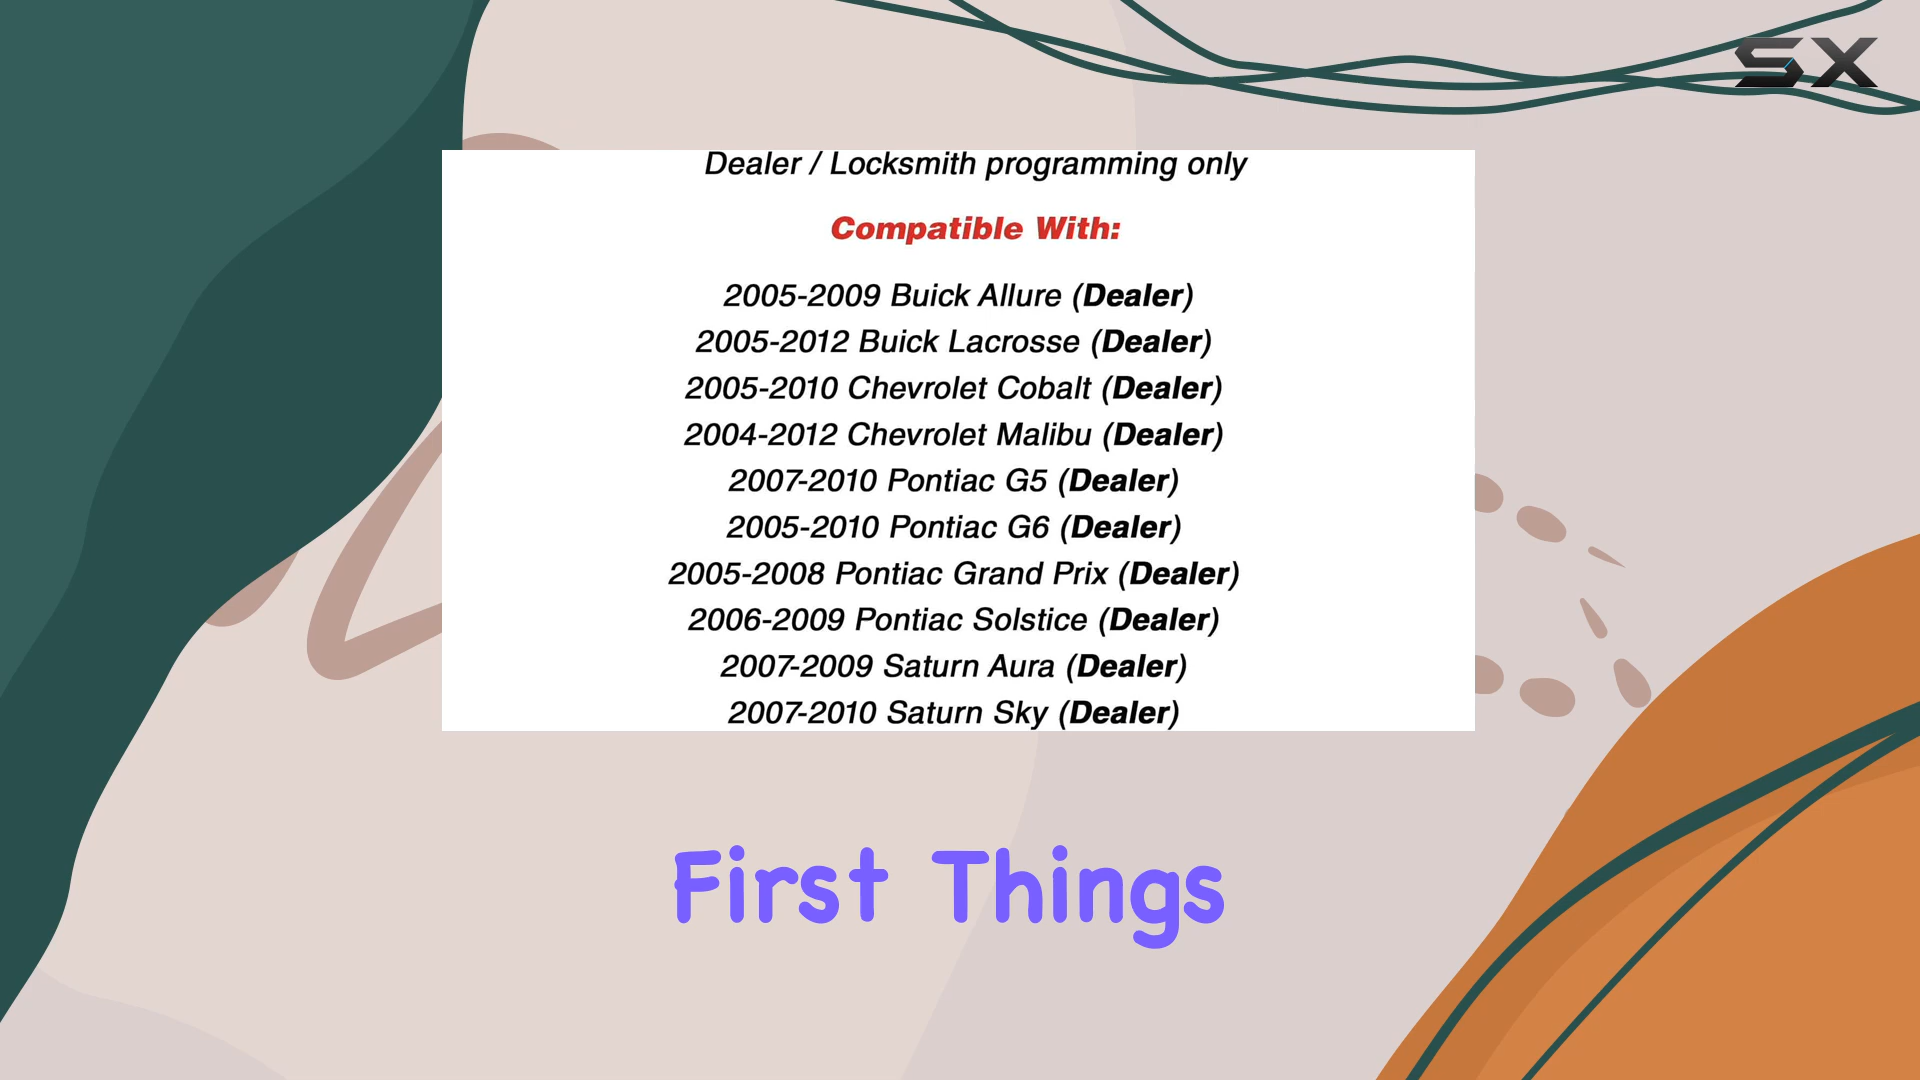 SX
Dealer / Locksmith programming only
Compatible With:
2005-2009 Buick Allure (Dealer)
2005-2012 Buick Lacrosse (Dealer)
2005-2010 Chevrolet Cobalt (Dealer)
2004-2012 Chevrolet Malibu (Dealer)
2007-2010 Pontiac G5 (Dealer)
2005-2010 Pontiac G6 (Dealer)
2005-2008 Pontiac Grand Prix (Dealer)
2006-2009 Pontiac Solstice (Dealer)
2007-2009 Saturn Aura (Dealer)
2007-2010 Saturn Sky (Dealer)
First Things